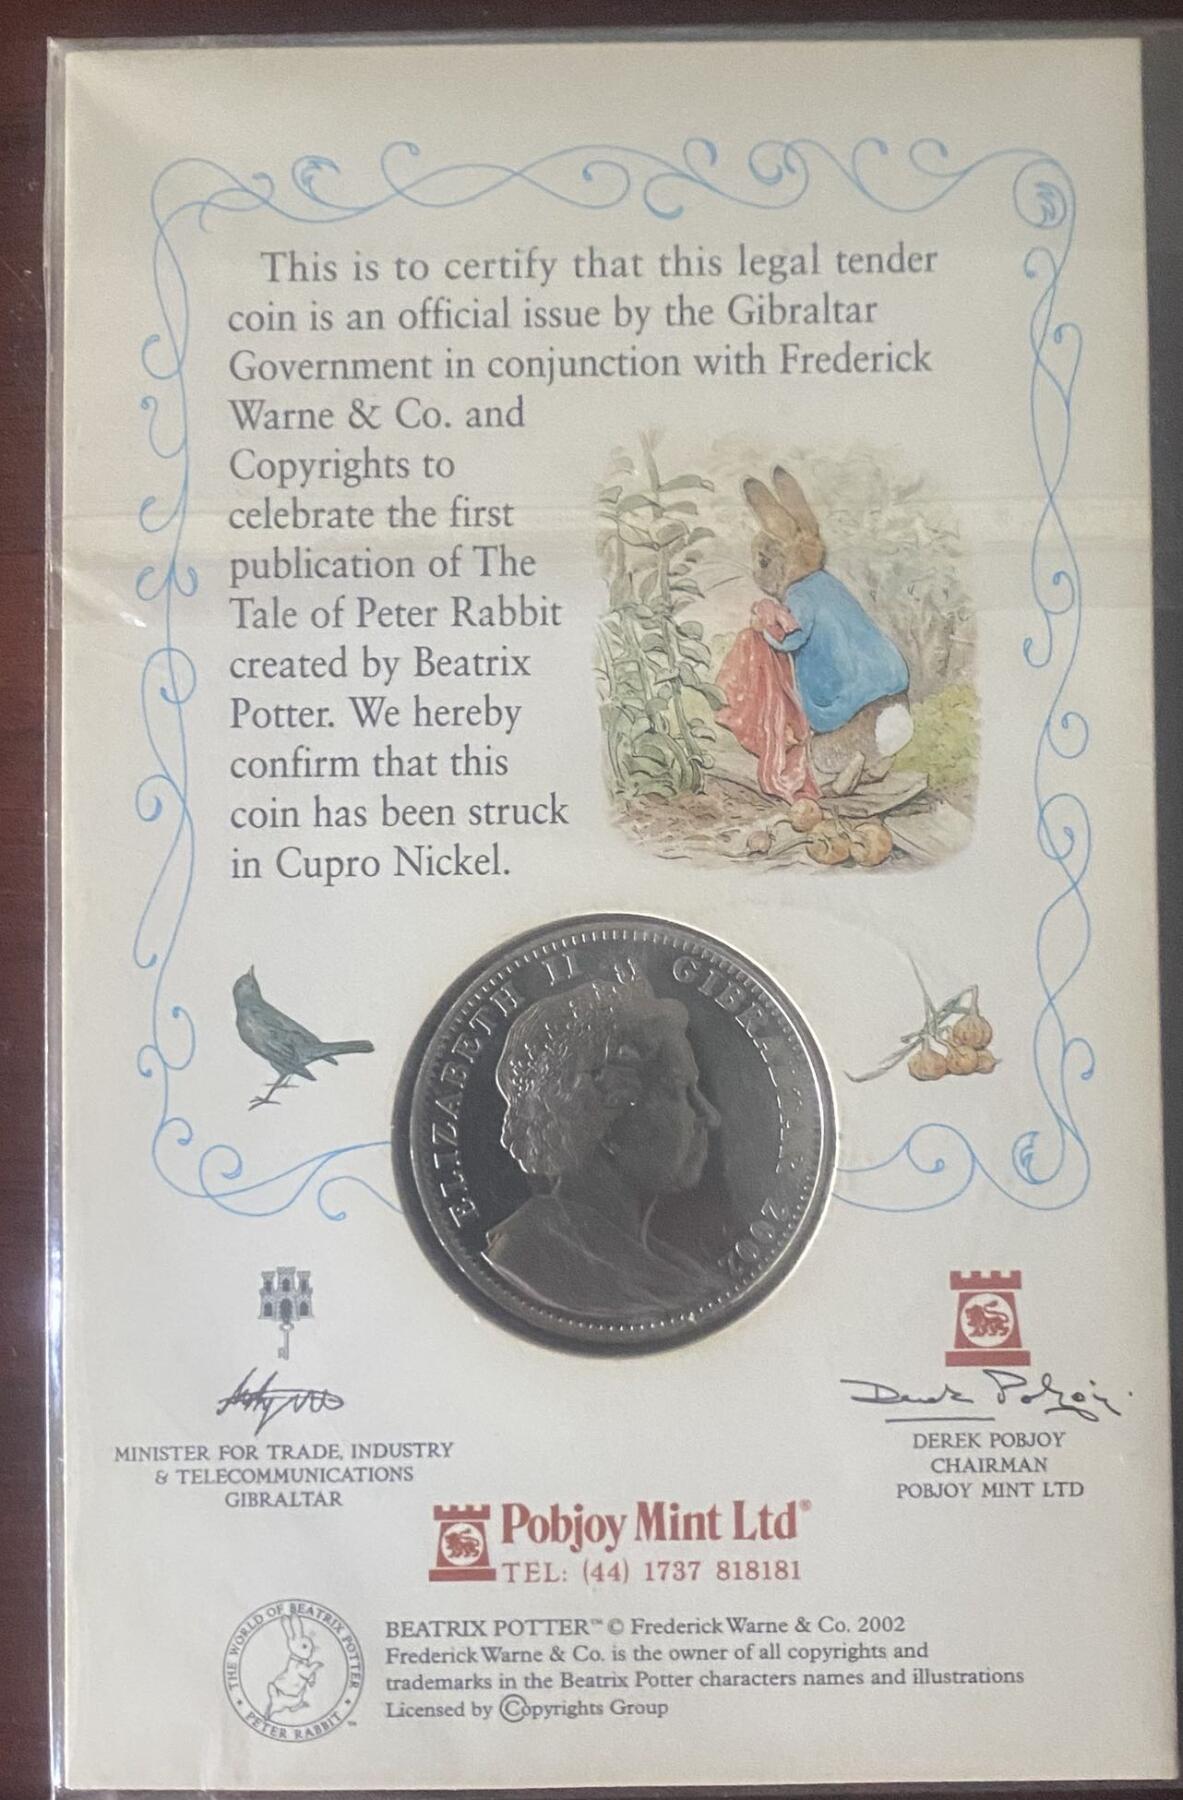 This is to certify that this legal tender
coin is an official issue by the Gibraltar
Government in conjunction with Frederick
Warne & Co. and
Copyrights to
celebrate the first
publication of The
Tale of Peter Rabbit
created by Beatrix
Potter. We hereby
confirm that this
coin has been struck
in Cupro Nickel.
ELIZABETH II GIBRALTAR 2002
MINISTER FOR TRADE, INDUSTRY
& TELECOMMUNICATIONS
GIBRALTAR
Derek Pobjoy
DEREK POBJOY
CHAIRMAN
POBJOY MINT LTD
Pobjoy Mint Ltd®
TEL: (44) 1737 818181
THE WORLD OF BEATRIX POTTER
• PETER RABBIT • ™
BEATRIX POTTER™ © Frederick Warne & Co. 2002
Frederick Warne & Co. is the owner of all copyrights and
trademarks in the Beatrix Potter characters names and illustrations
Licensed by ©opyrights Group